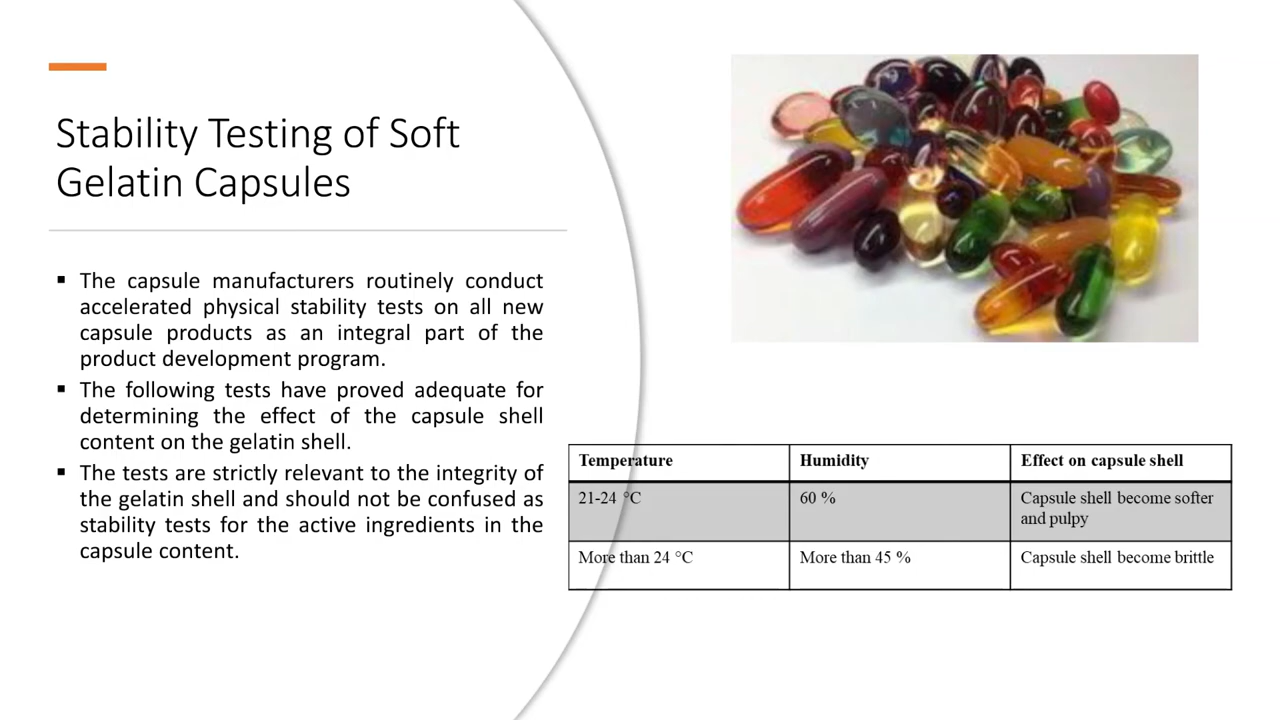 Stability Testing of Soft
Gelatin Capsules
▪ The capsule manufacturers routinely conduct
accelerated physical stability tests on all new
capsule products as an integral part of the
product development program.
▪ The following tests have proved adequate for
determining the effect of the capsule shell
content on the gelatin shell.
▪ The tests are strictly relevant to the integrity of
the gelatin shell and should not be confused as
stability tests for the active ingredients in the
capsule content.
Temperature Humidity Effect on capsule shell
21-24 °C 60 % Capsule shell become softer
and pulpy
More than 24 °C More than 45 % Capsule shell become brittle